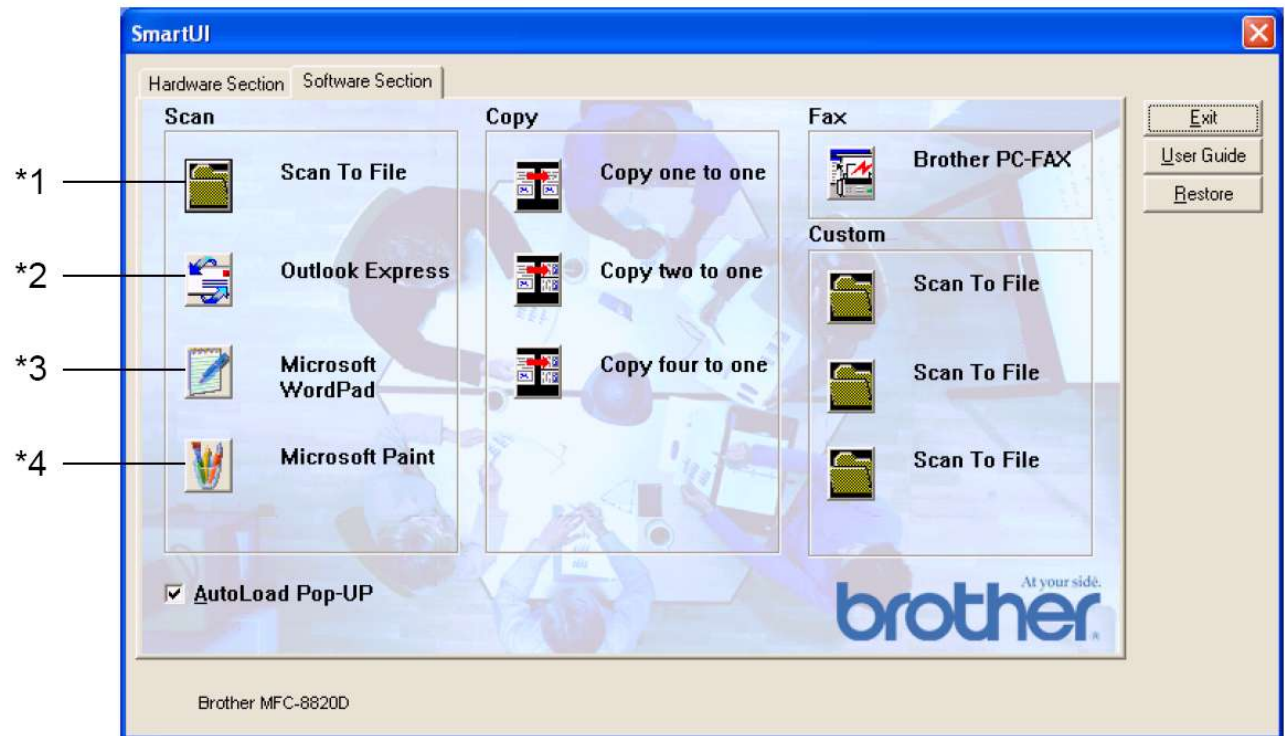 SmartUI
Hardware Section
Software Section
Scan
*1
Scan To File
*2
Outlook Express
*3
Microsoft
WordPad
*4
Microsoft Paint
Copy
Copy one to one
Copy two to one
Copy four to one
Fax
Brother PC-FAX
Custom
Scan To File
Scan To File
Scan To File
Exit
User Guide
Restore
AutoLoad Pop-UP
At your side.
brother®
Brother MFC-8820D